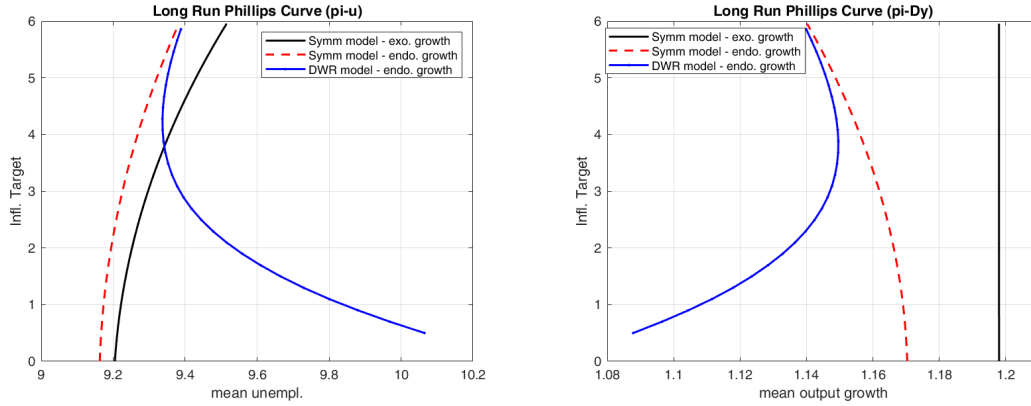 Long Run Phillips Curve (pi-u)
6
5
4
3
2
1
0
Infl. Target
Symm model - exo. growth
Symm model - endo. growth
DWR model - endo. growth
9 9.2 9.4 9.6 9.8 10 10.2
mean unempl.
Long Run Phillips Curve (pi-Dy)
6
5
4
3
2
1
0
Infl. Target
Symm model - exo. growth
Symm model - endo. growth
DWR model - endo. growth
1.08 1.1 1.12 1.14 1.16 1.18 1.2
mean output growth